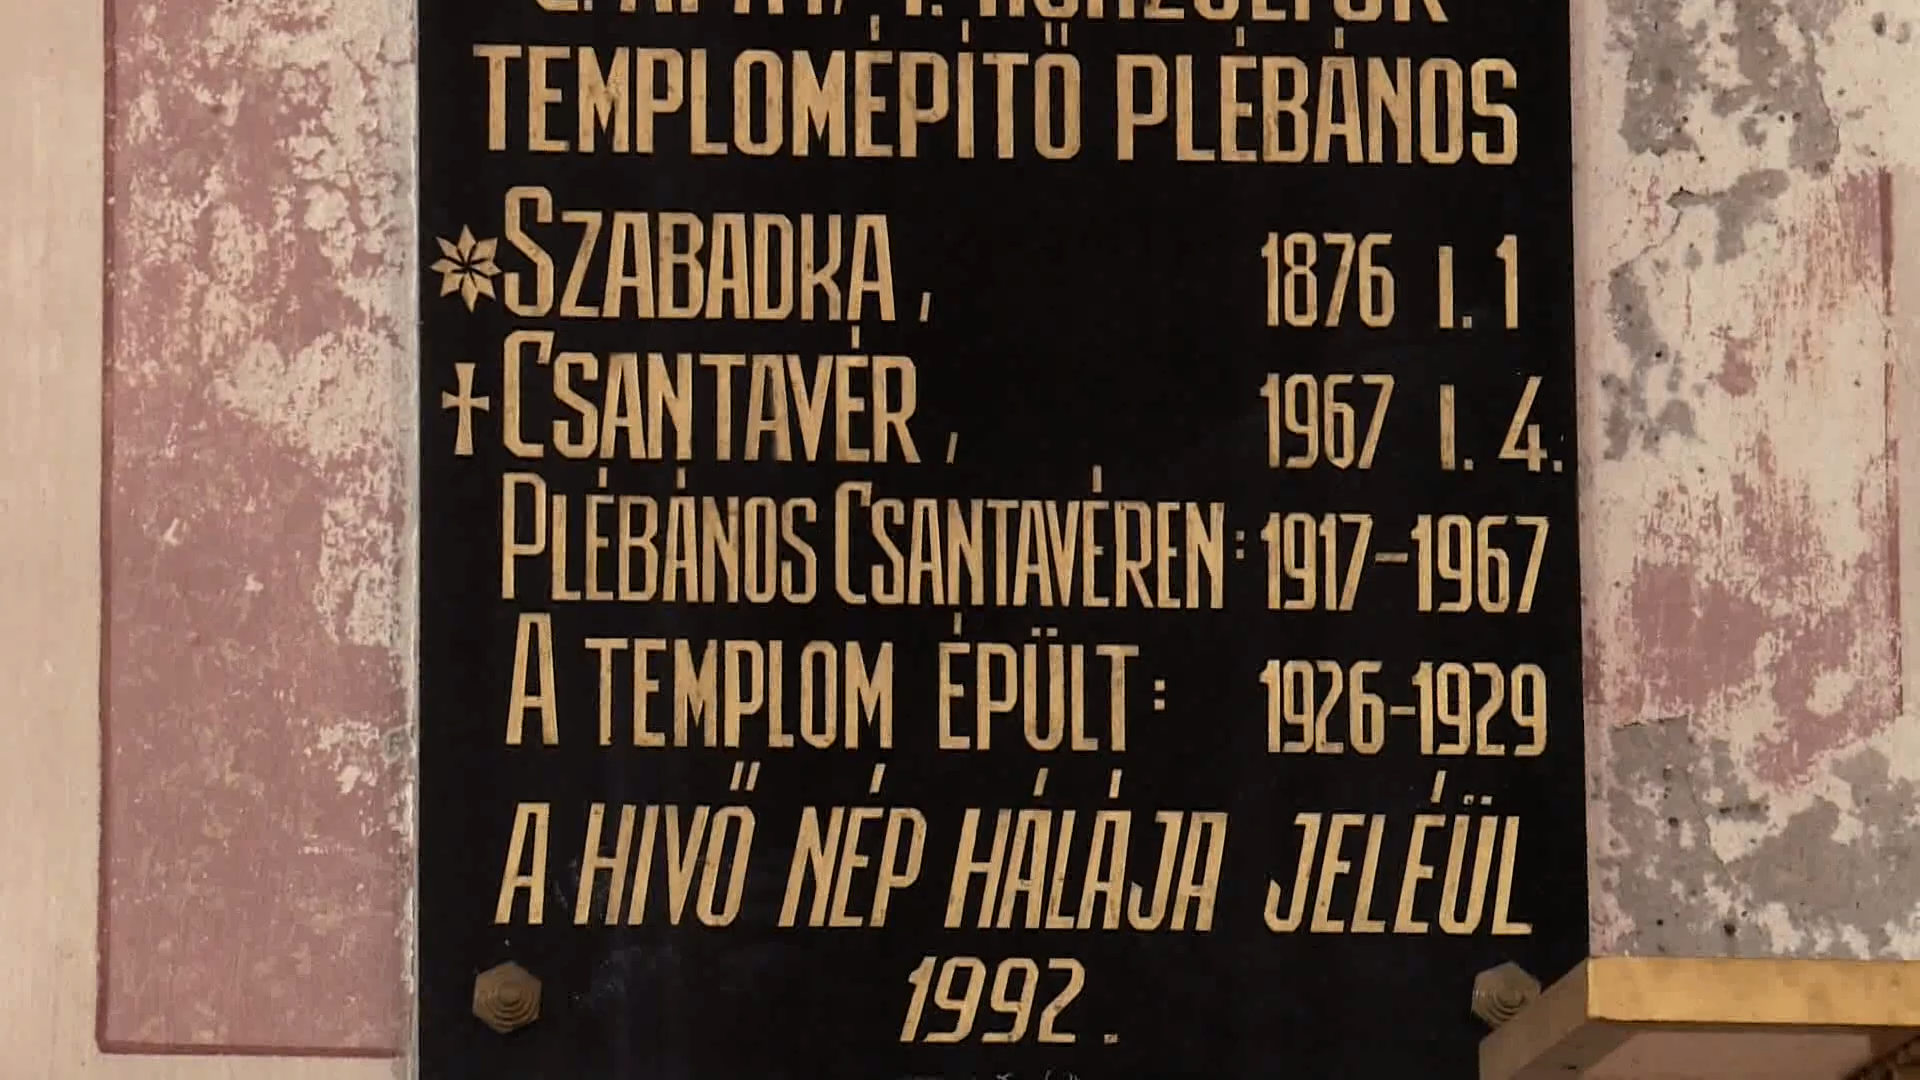 TEMPLOMÉPÍTŐ PLÉBÁNOS
SZABADKA, 1876 I. 1
CSANTAVÉR, 1967 I. 4.
PLÉBÁNOS CSANTAVÉREN: 1917-1967
A TEMPLOM ÉPÜLT: 1926-1929
A HIVŐ NÉP HÁLÁJA JELÉÜL
1992.